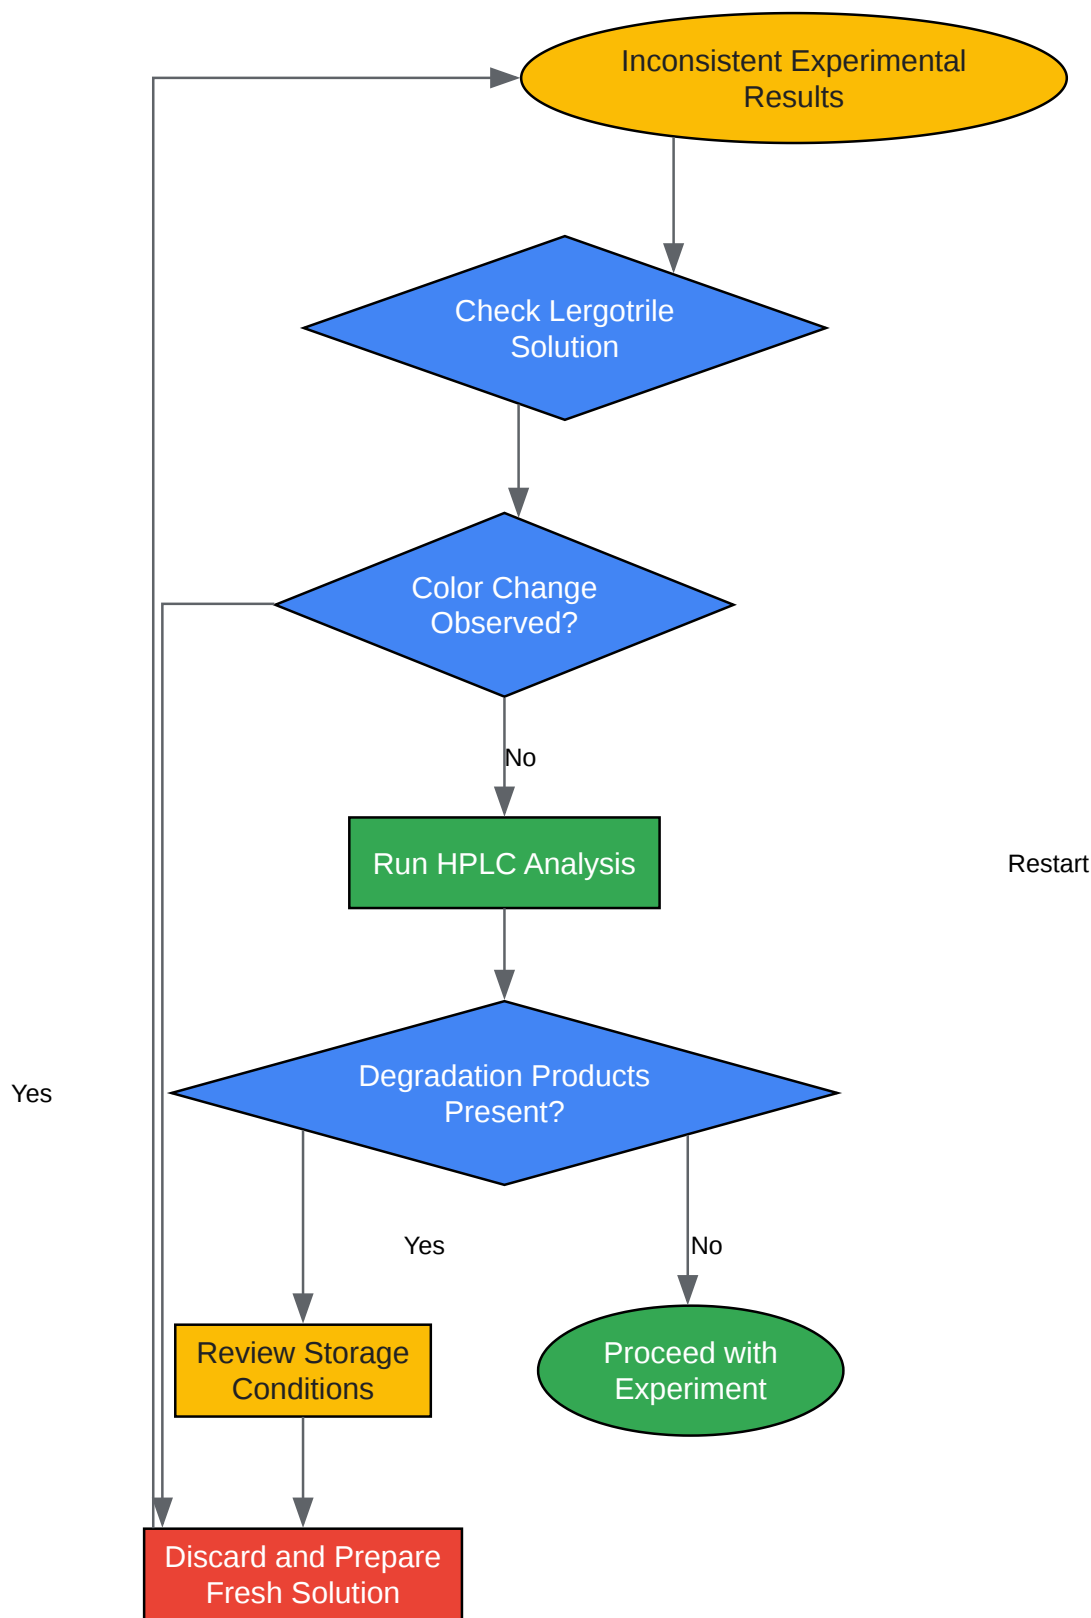 Inconsistent Experimental
Results
Check Lergotrile
Solution
Color Change
Observed?
No
Run HPLC Analysis
Restart
Degradation Products
Present?
Yes
Yes
No
Review Storage
Conditions
Proceed with
Experiment
Discard and Prepare
Fresh Solution